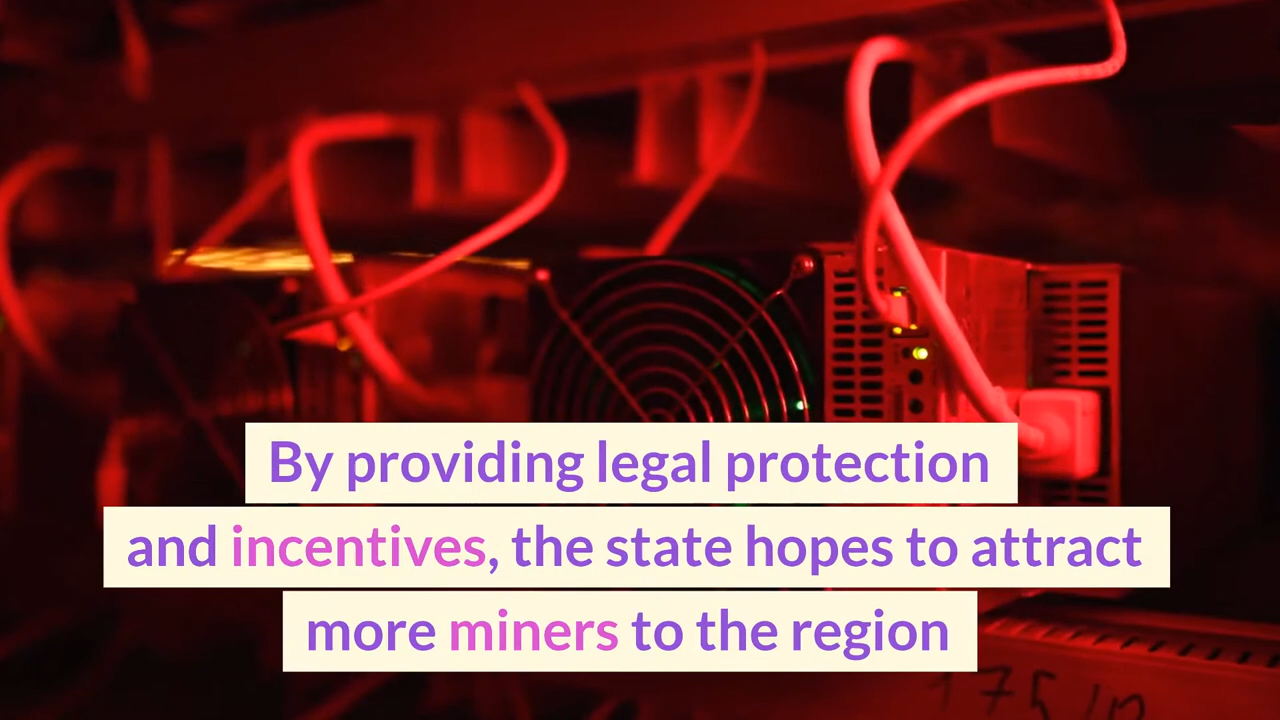 By providing legal protection
and incentives, the state hopes to attract
more miners to the region